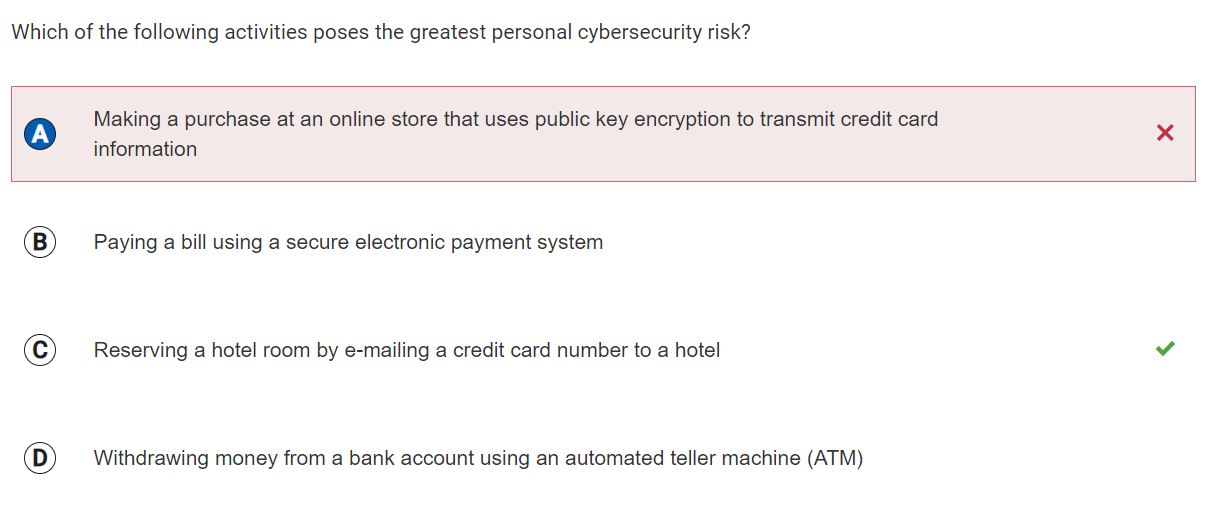 Which of the following activities poses the greatest personal cybersecurity risk?
A
Making a purchase at an online store that uses public key encryption to transmit credit card
information
B
Paying a bill using a secure electronic payment system
C
Reserving a hotel room by e-mailing a credit card number to a hotel
D
Withdrawing money from a bank account using an automated teller machine (ATM)